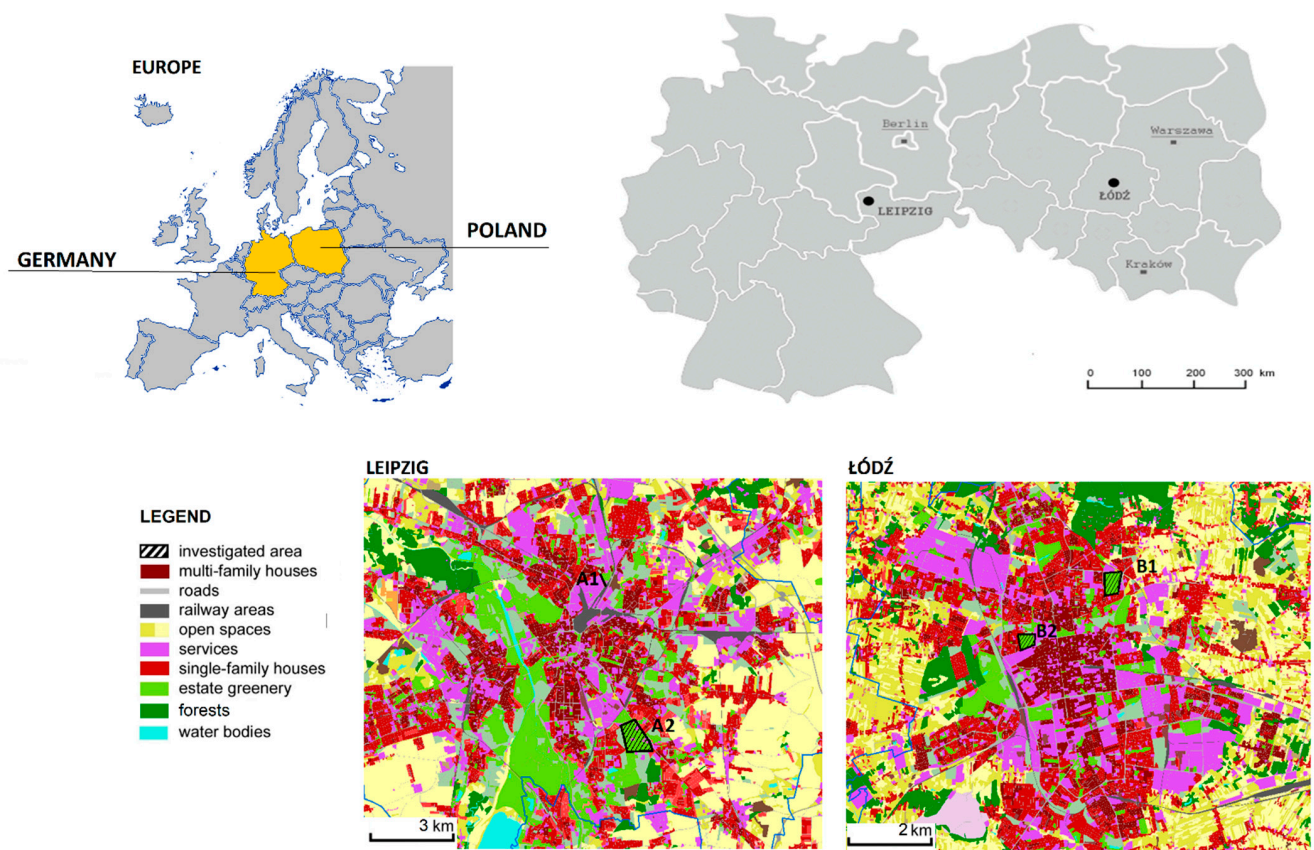 EUROPE
POLAND
GERMANY
Berlin
Warszawa
LEIPZIG
ŁÓDŹ
Kraków
0 100 200 300 km
LEIPZIG
ŁÓDŹ
LEGEND
investigated area
multi-family houses
roads
railway areas
open spaces
services
single-family houses
estate greenery
forests
water bodies
A1
A2
3 km
B1
B2
2 km